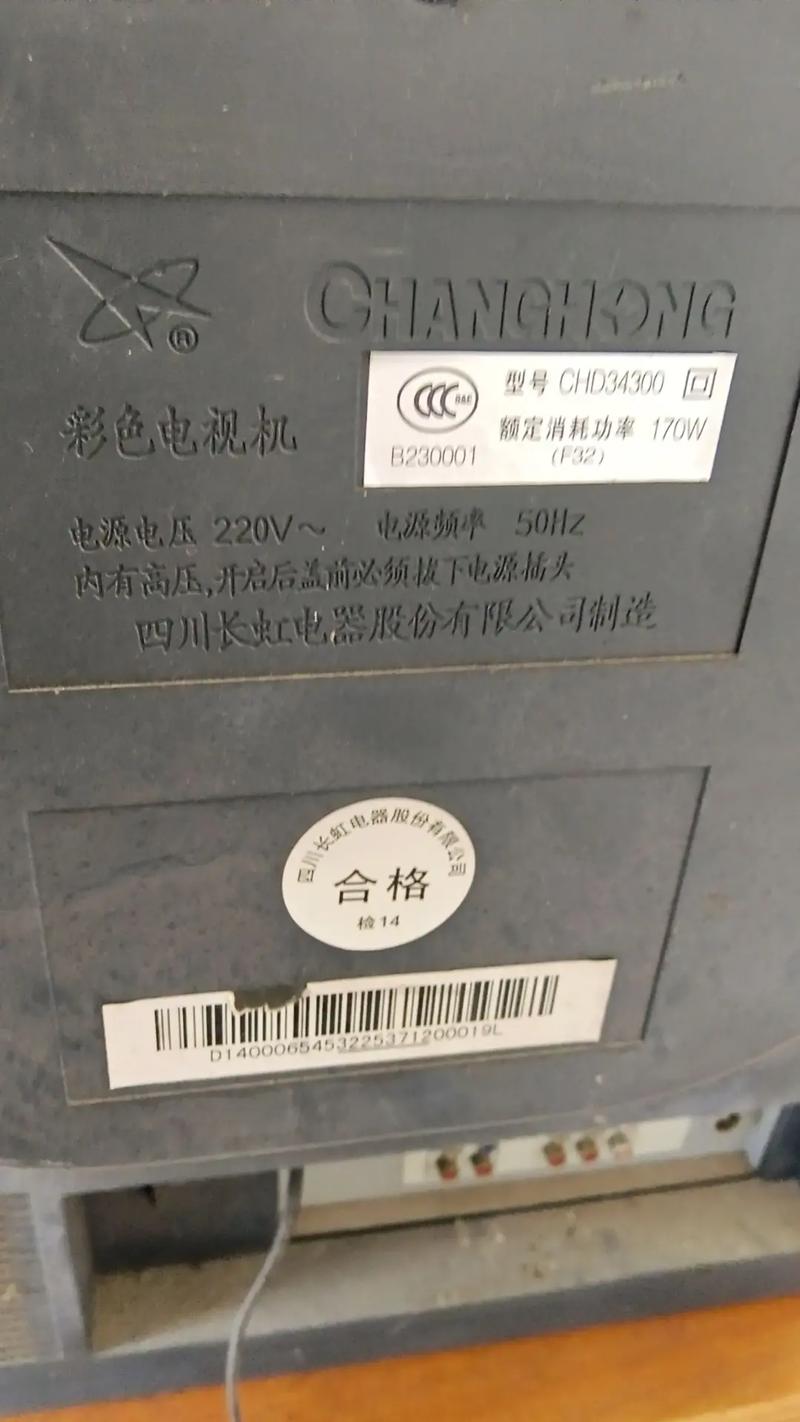 ®
CHANGHONG
彩色电视机
CCC S&E
型号 CHD34300
B230001
额定消耗功率 170W
(F32)
电源电压 220V～ 电源频率 50Hz
内有高压,开启后盖前必须拔下电源插头
四川长虹电器股份有限公司制造
四川长虹电器股份有限公司
合格
检14
D1400065453225371200019L